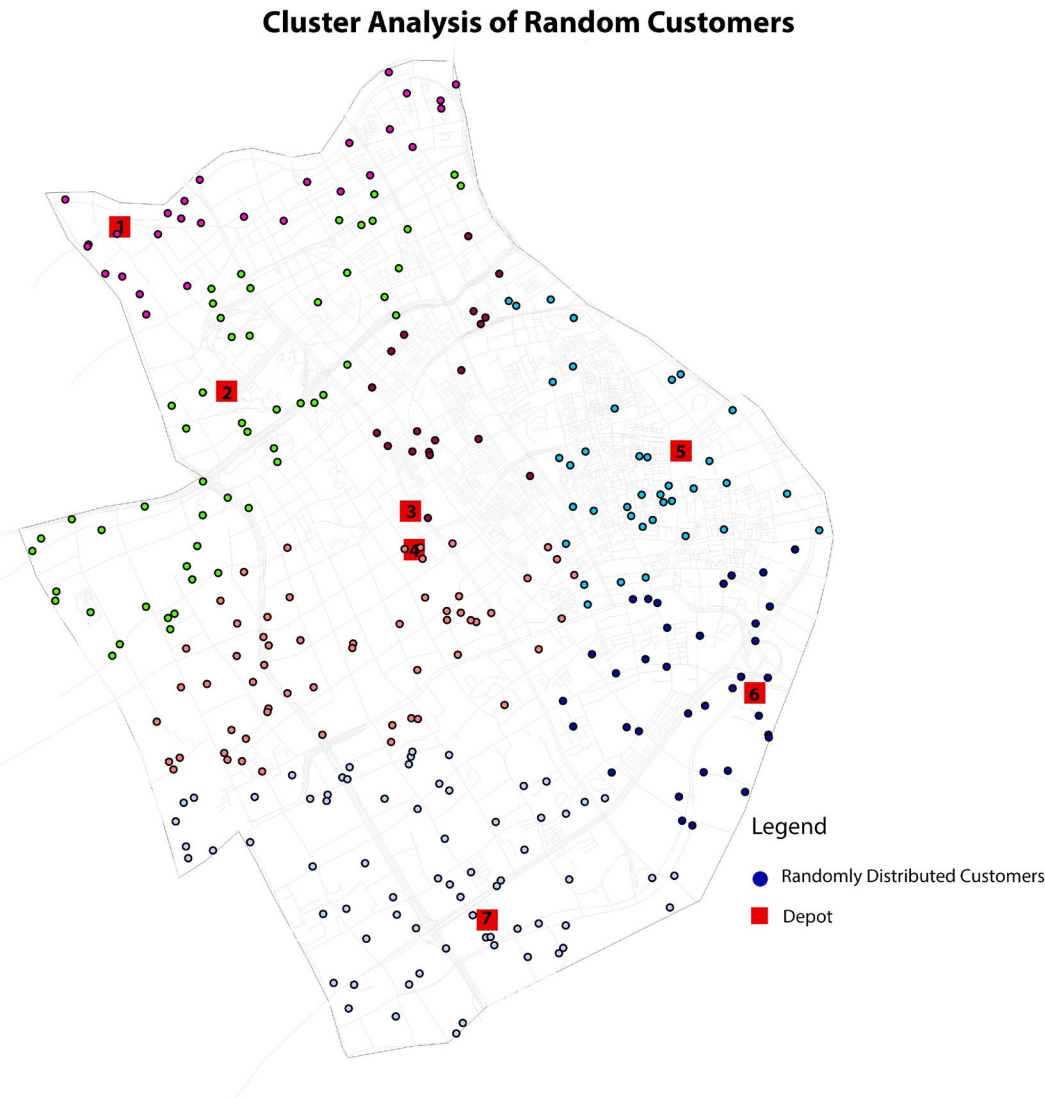 Cluster Analysis of Random Customers
1
2
3
4
5
6
7
Legend
Randomly Distributed Customers
Depot